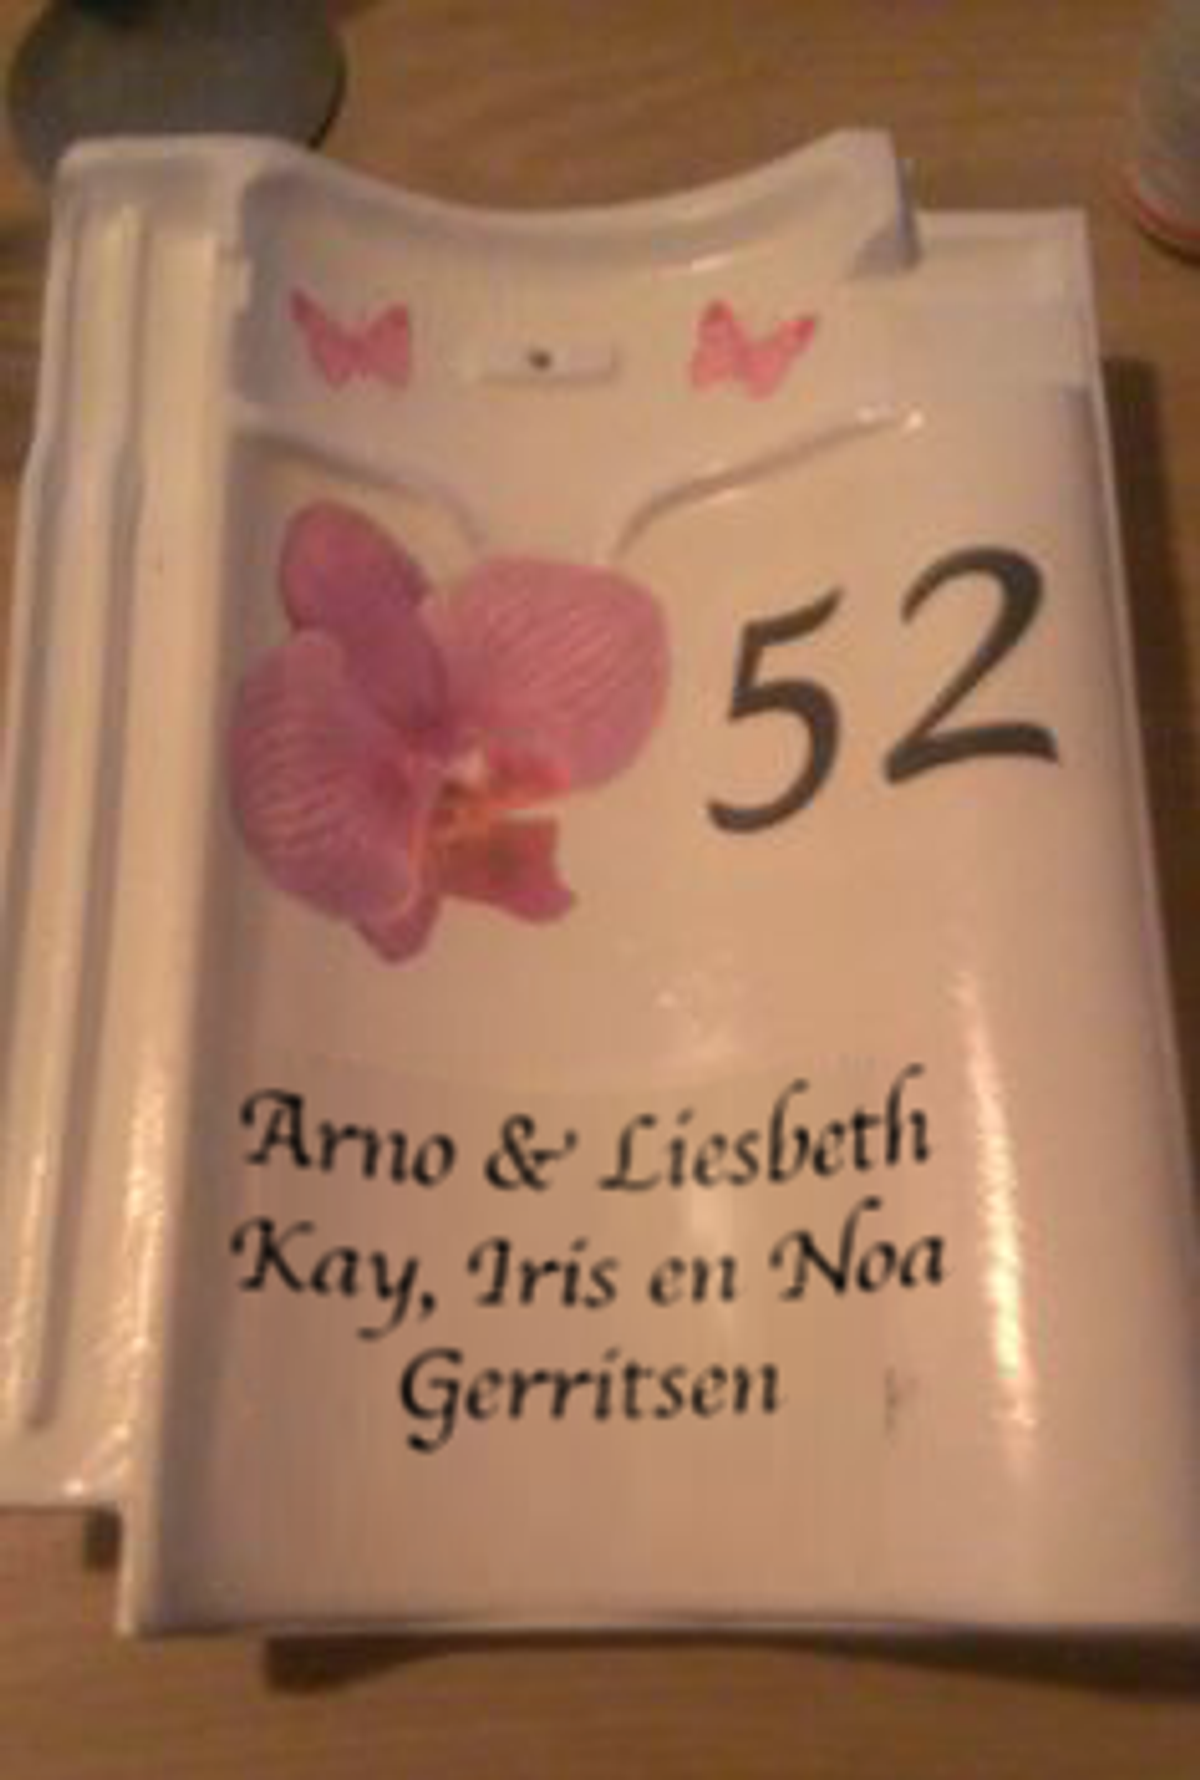 52
Arno & Liesbeth
Kay, Iris en Noa
Gerritsen